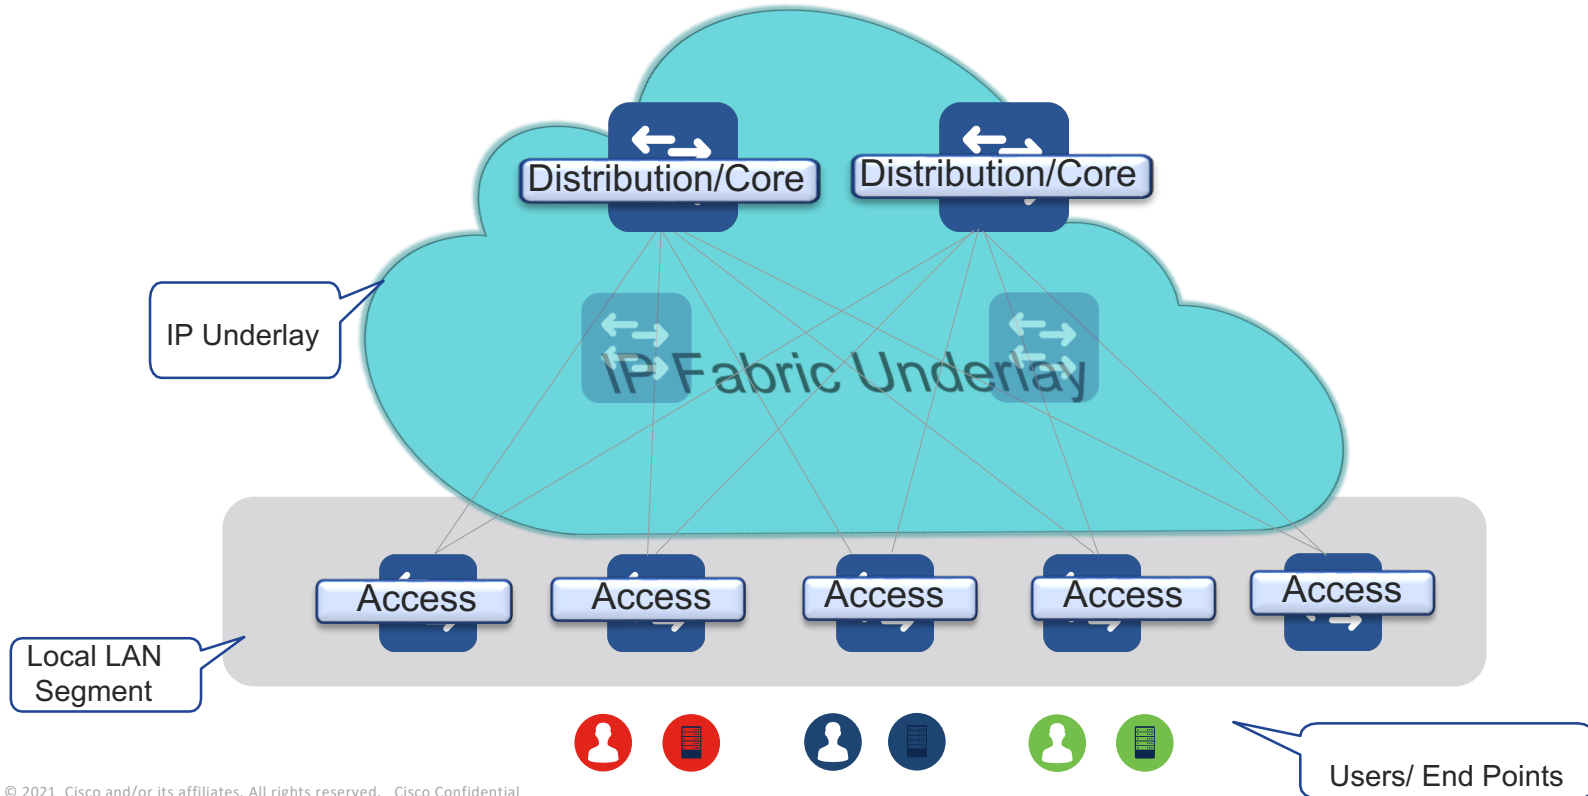 Distribution/Core
Distribution/Core
IP Underlay
IP Fabric Underlay
Access
Access
Access
Access
Access
Local LAN
Segment
Users/ End Points
© 2021 Cisco and/or its affiliates. All rights reserved. Cisco Confidential